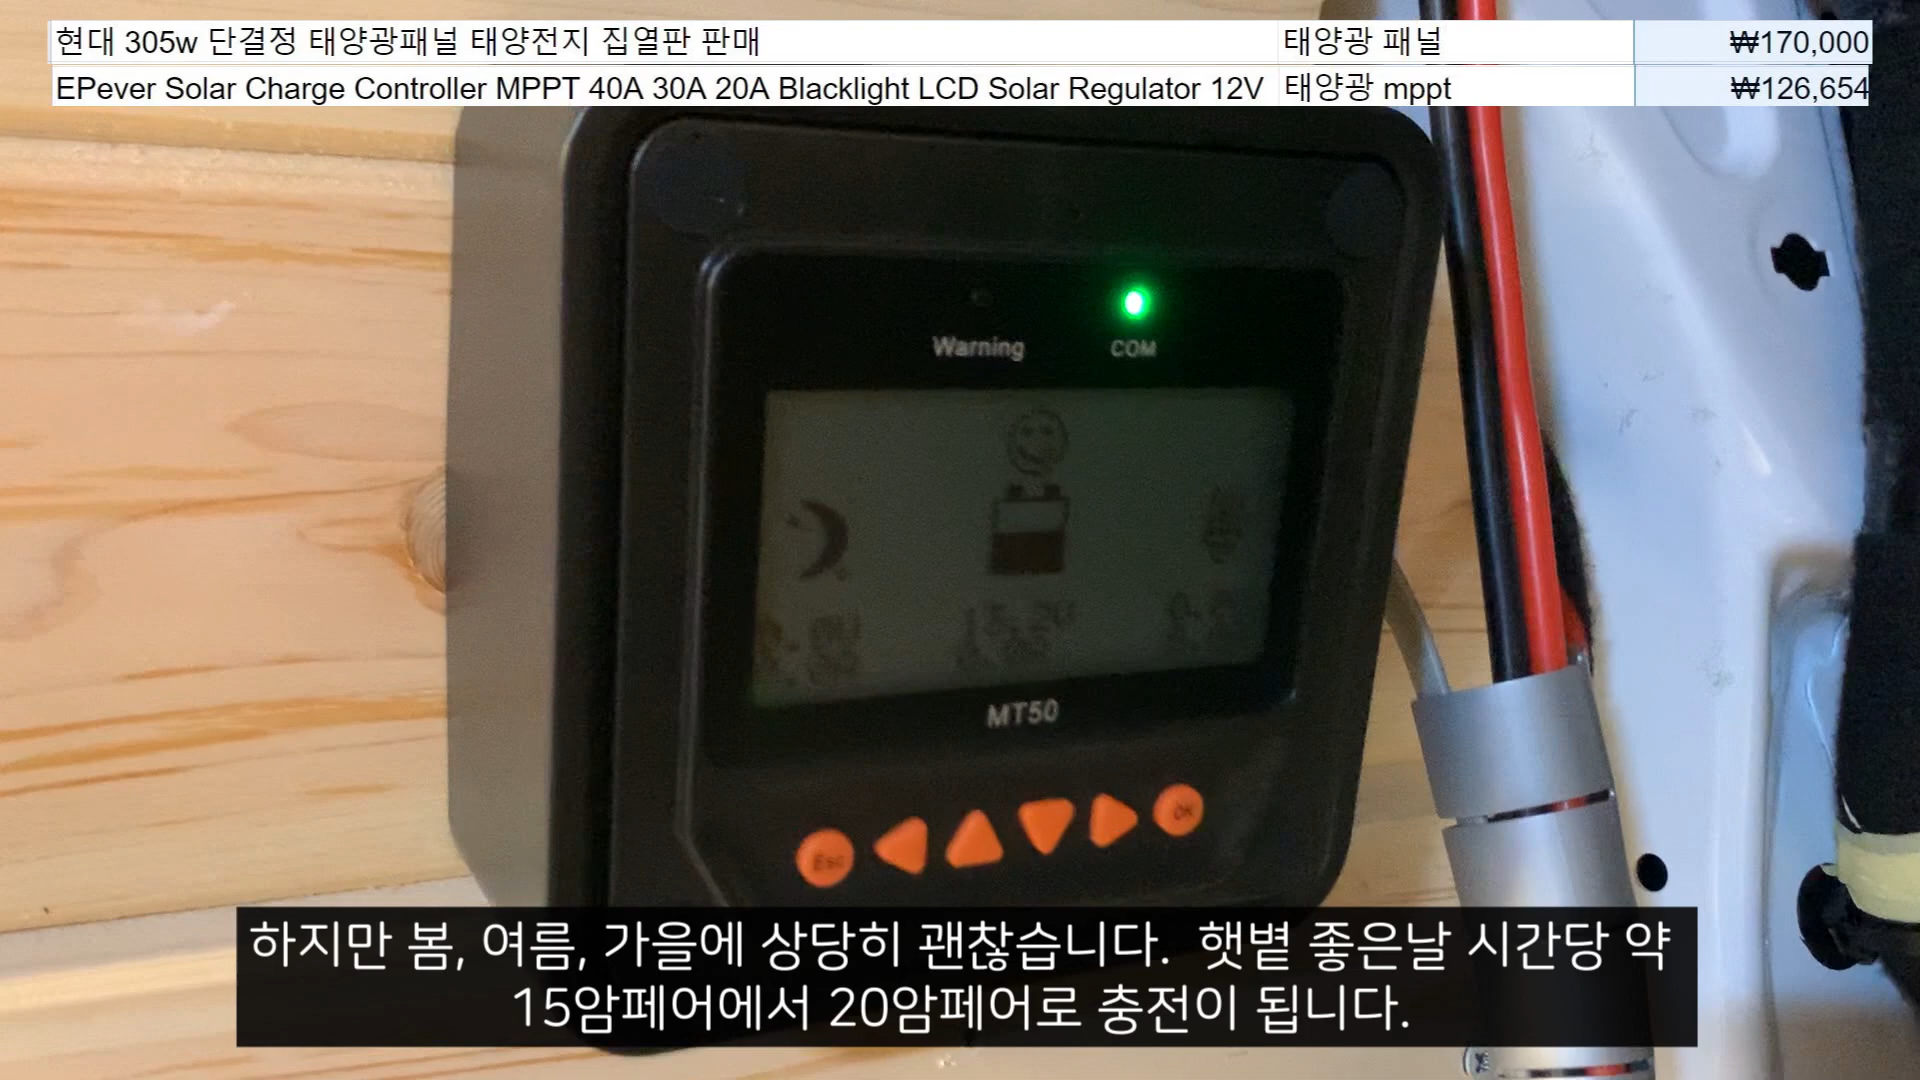 현대 305w 단결정 태양광패널 태양전지 집열판 판매 태양광 패널 ₩170,000
EPever Solar Charge Controller MPPT 40A 30A 20A Blacklight LCD Solar Regulator 12V 태양광 mppt ₩126,654
Warning COM
MT50
Esc OK
하지만 봄, 여름, 가을에 상당히 괜찮습니다. 햇볕 좋은날 시간당 약
15암페어에서 20암페어로 충전이 됩니다.